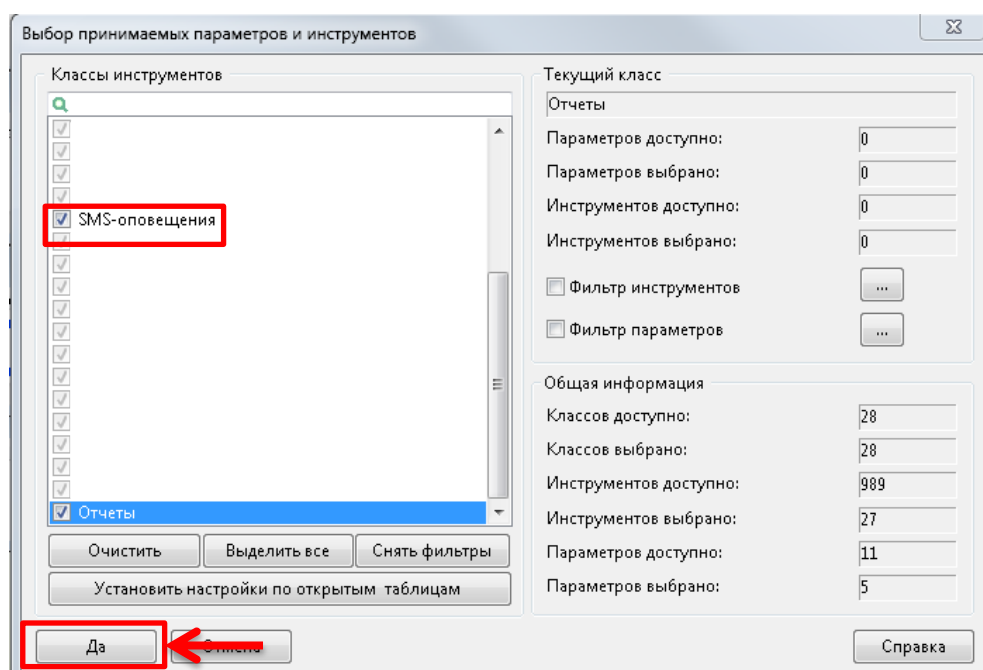 Выбор принимаемых параметров и инструментов
Классы инструментов
SMS-оповещения
Отчеты
Очистить
Выделить все
Снять фильтры
Установить настройки по открытым таблицам
Текущий класс
Отчеты
Параметров доступно: 0
Параметров выбрано: 0
Инструментов доступно: 0
Инструментов выбрано: 0
Фильтр инструментов ...
Фильтр параметров ...
Общая информация
Классов доступно: 28
Классов выбрано: 28
Инструментов доступно: 989
Инструментов выбрано: 27
Параметров доступно: 11
Параметров выбрано: 5
Да
Справка